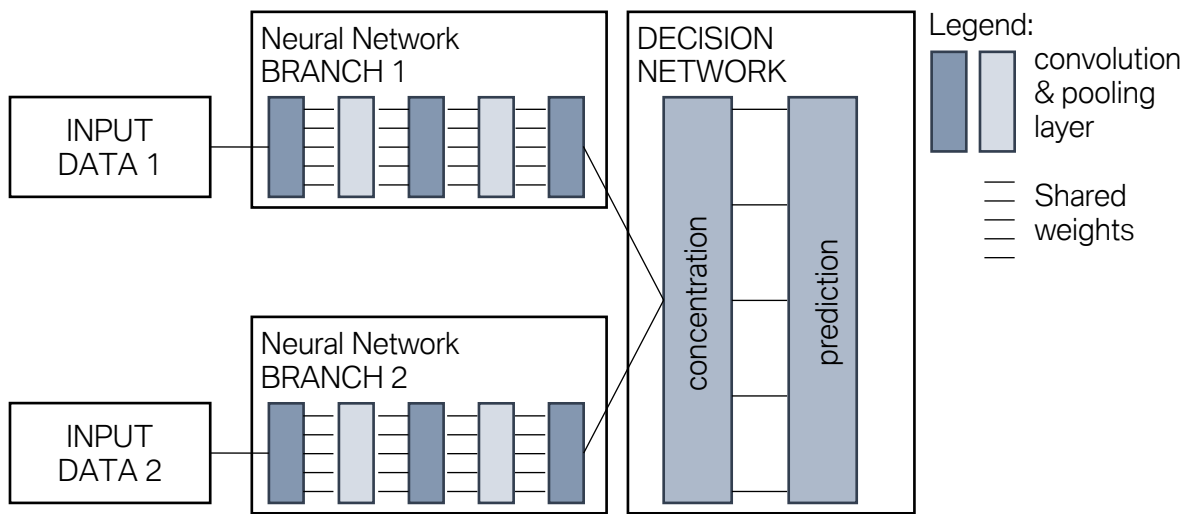 Neural Network
BRANCH 1
INPUT
DATA 1
Neural Network
BRANCH 2
INPUT
DATA 2
DECISION
NETWORK
concentration
prediction
Legend:
convolution
& pooling
layer
Shared
weights